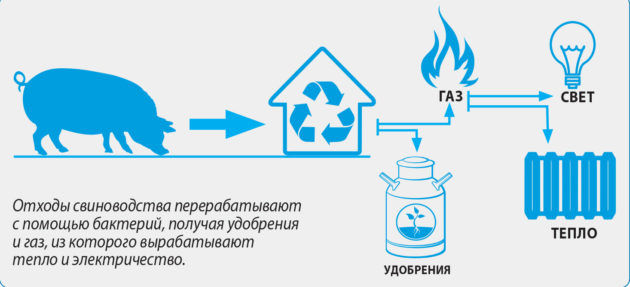 ГАЗ
СВЕТ
ТЕПЛО
УДОБРЕНИЯ
Отходы свиноводства перерабатывают
с помощью бактерий, получая удобрения
и газ, из которого вырабатывают
тепло и электричество.